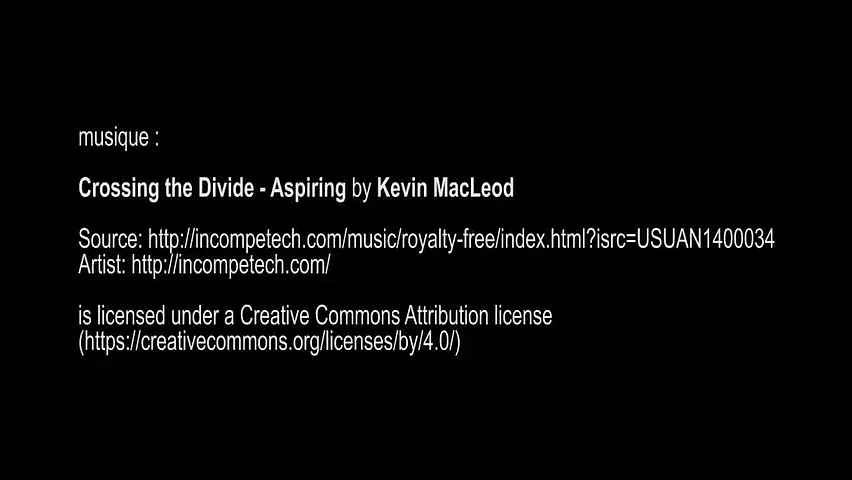 musique :
Crossing the Divide - Aspiring by Kevin MacLeod
Source: http://incompetech.com/music/royalty-free/index.html?isrc=USUAN1400034
Artist: http://incompetech.com/
is licensed under a Creative Commons Attribution license
(https://creativecommons.org/licenses/by/4.0/)